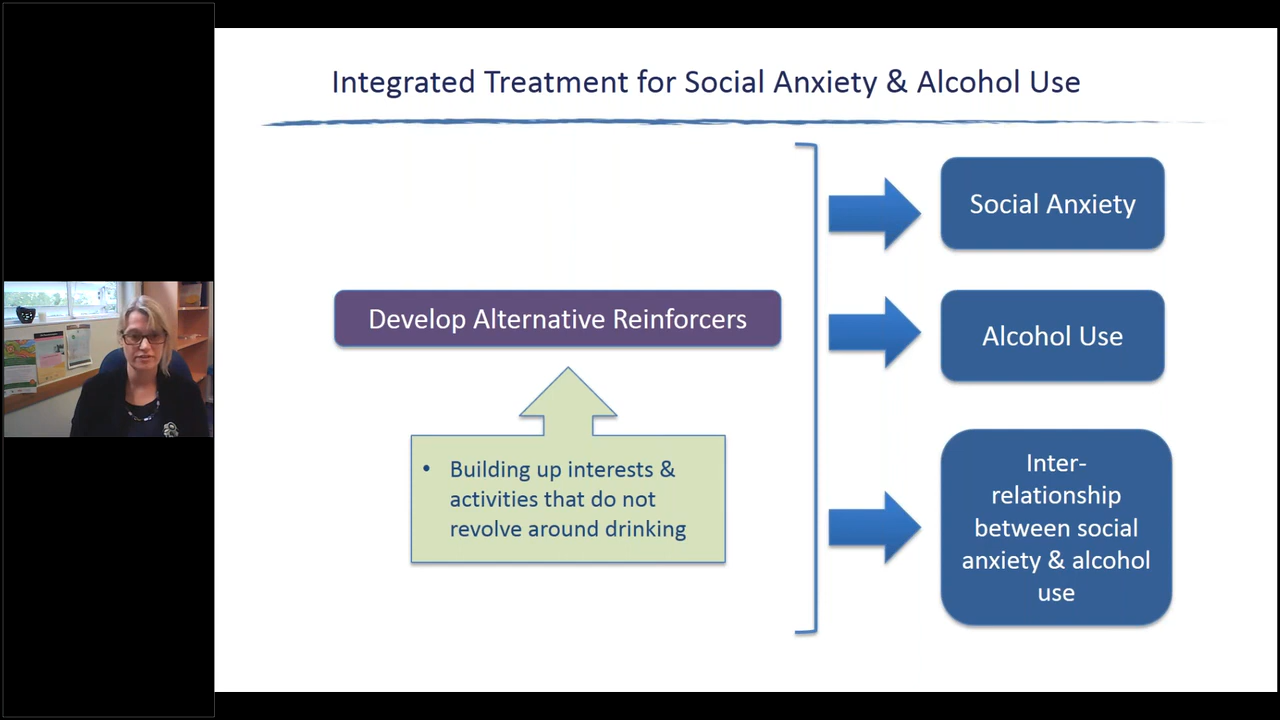 Integrated Treatment for Social Anxiety & Alcohol Use
Develop Alternative Reinforcers
• Building up interests &
activities that do not
revolve around drinking
Social Anxiety
Alcohol Use
Inter-
relationship
between social
anxiety & alcohol
use